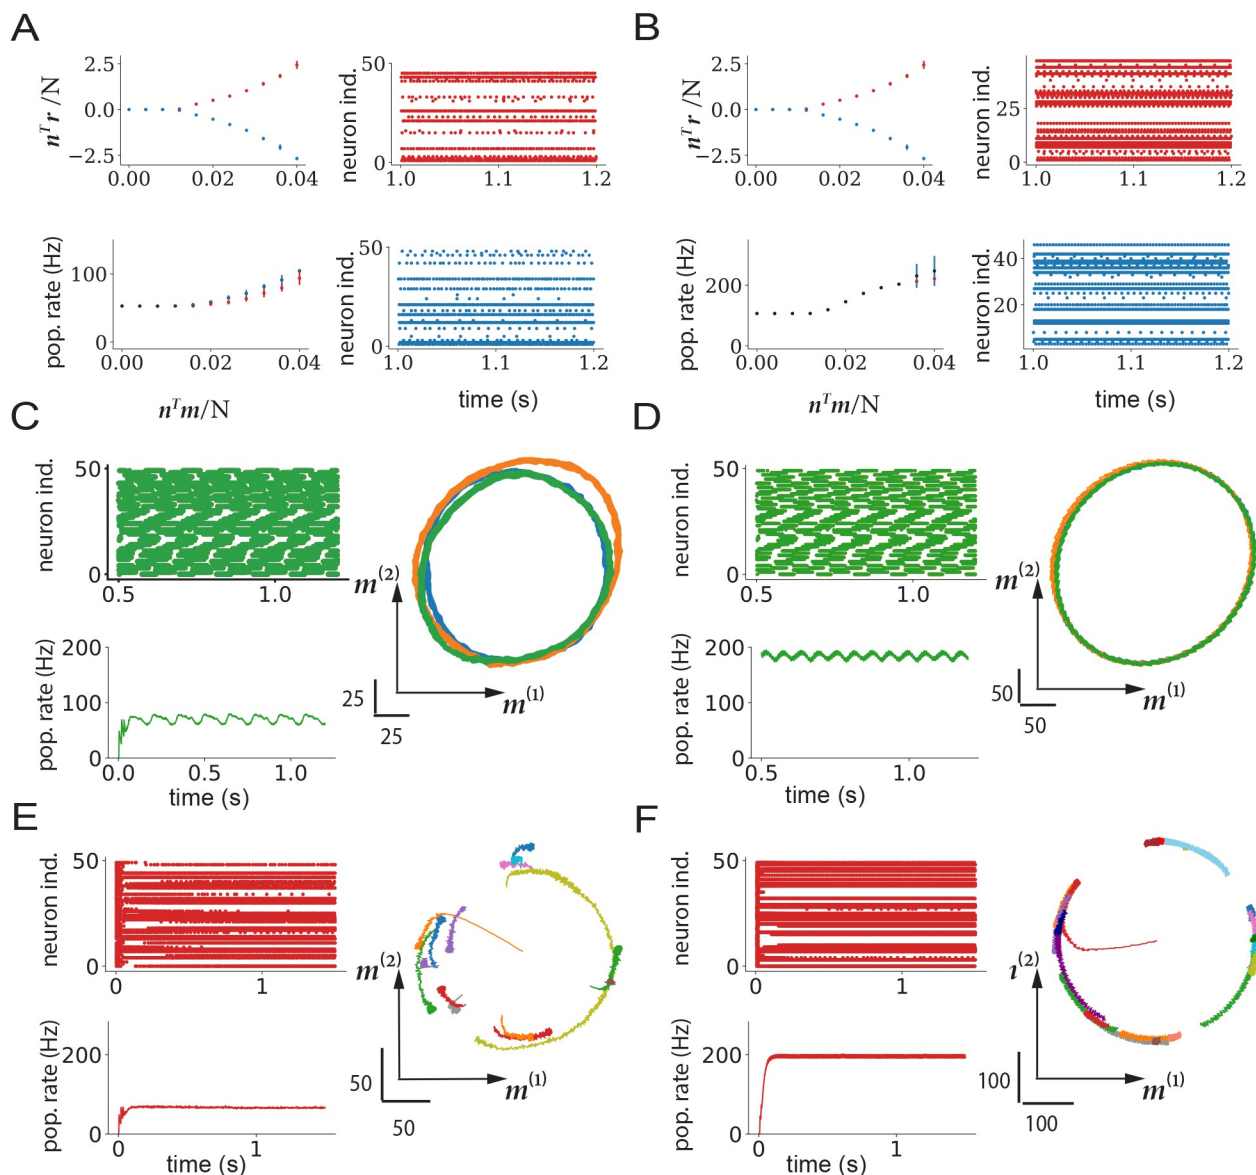 A
B
n^T r /N
2.5
0.0
−2.5
0.00
0.02
0.04
neuron ind.
50
0
1.0
1.1
1.2
n^T r /N
2.5
0.0
−2.5
0.00
0.02
0.04
neuron ind.
25
0
1.0
1.1
1.2
pop. rate (Hz)
100
0
0.00
0.02
0.04
n^T m/N
neuron ind.
50
0
1.0
1.1
1.2
time (s)
pop. rate (Hz)
200
0
0.00
0.02
0.04
n^T m/N
neuron ind.
40
20
1.0
1.1
1.2
time (s)
C
D
neuron ind.
50
0
0.5
1.0
m^(2)
m^(1)
25
25
neuron ind.
50
0
0.5
1.0
m^(2)
m^(1)
50
50
pop. rate (Hz)
200
100
0
0.0
0.5
1.0
time (s)
pop. rate (Hz)
200
100
0
0.5
1.0
time (s)
E
F
neuron ind.
50
0
0
1
m^(2)
m^(1)
50
50
neuron ind.
50
0
0
1
ı^(2)
m^(1)
100
100
pop. rate (Hz)
200
0
0
1
time (s)
pop. rate (Hz)
200
0
0
1
time (s)